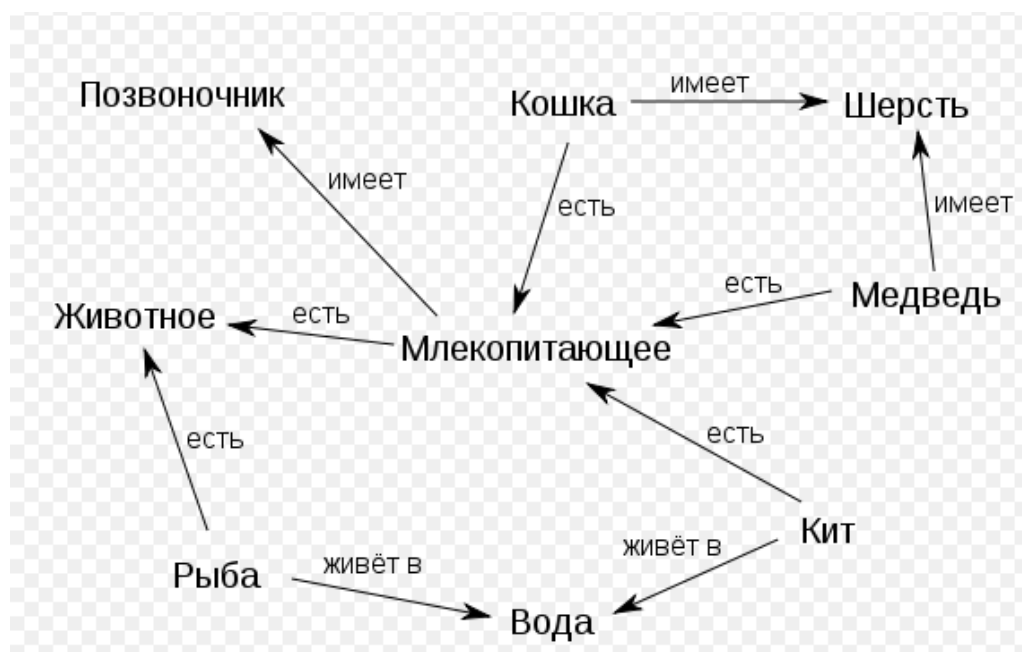 Позвоночник
Кошка
имеет
Шерсть
имеет
есть
имеет
Животное
есть
Млекопитающее
есть
Медведь
есть
есть
Рыба
живёт в
Вода
живёт в
Кит